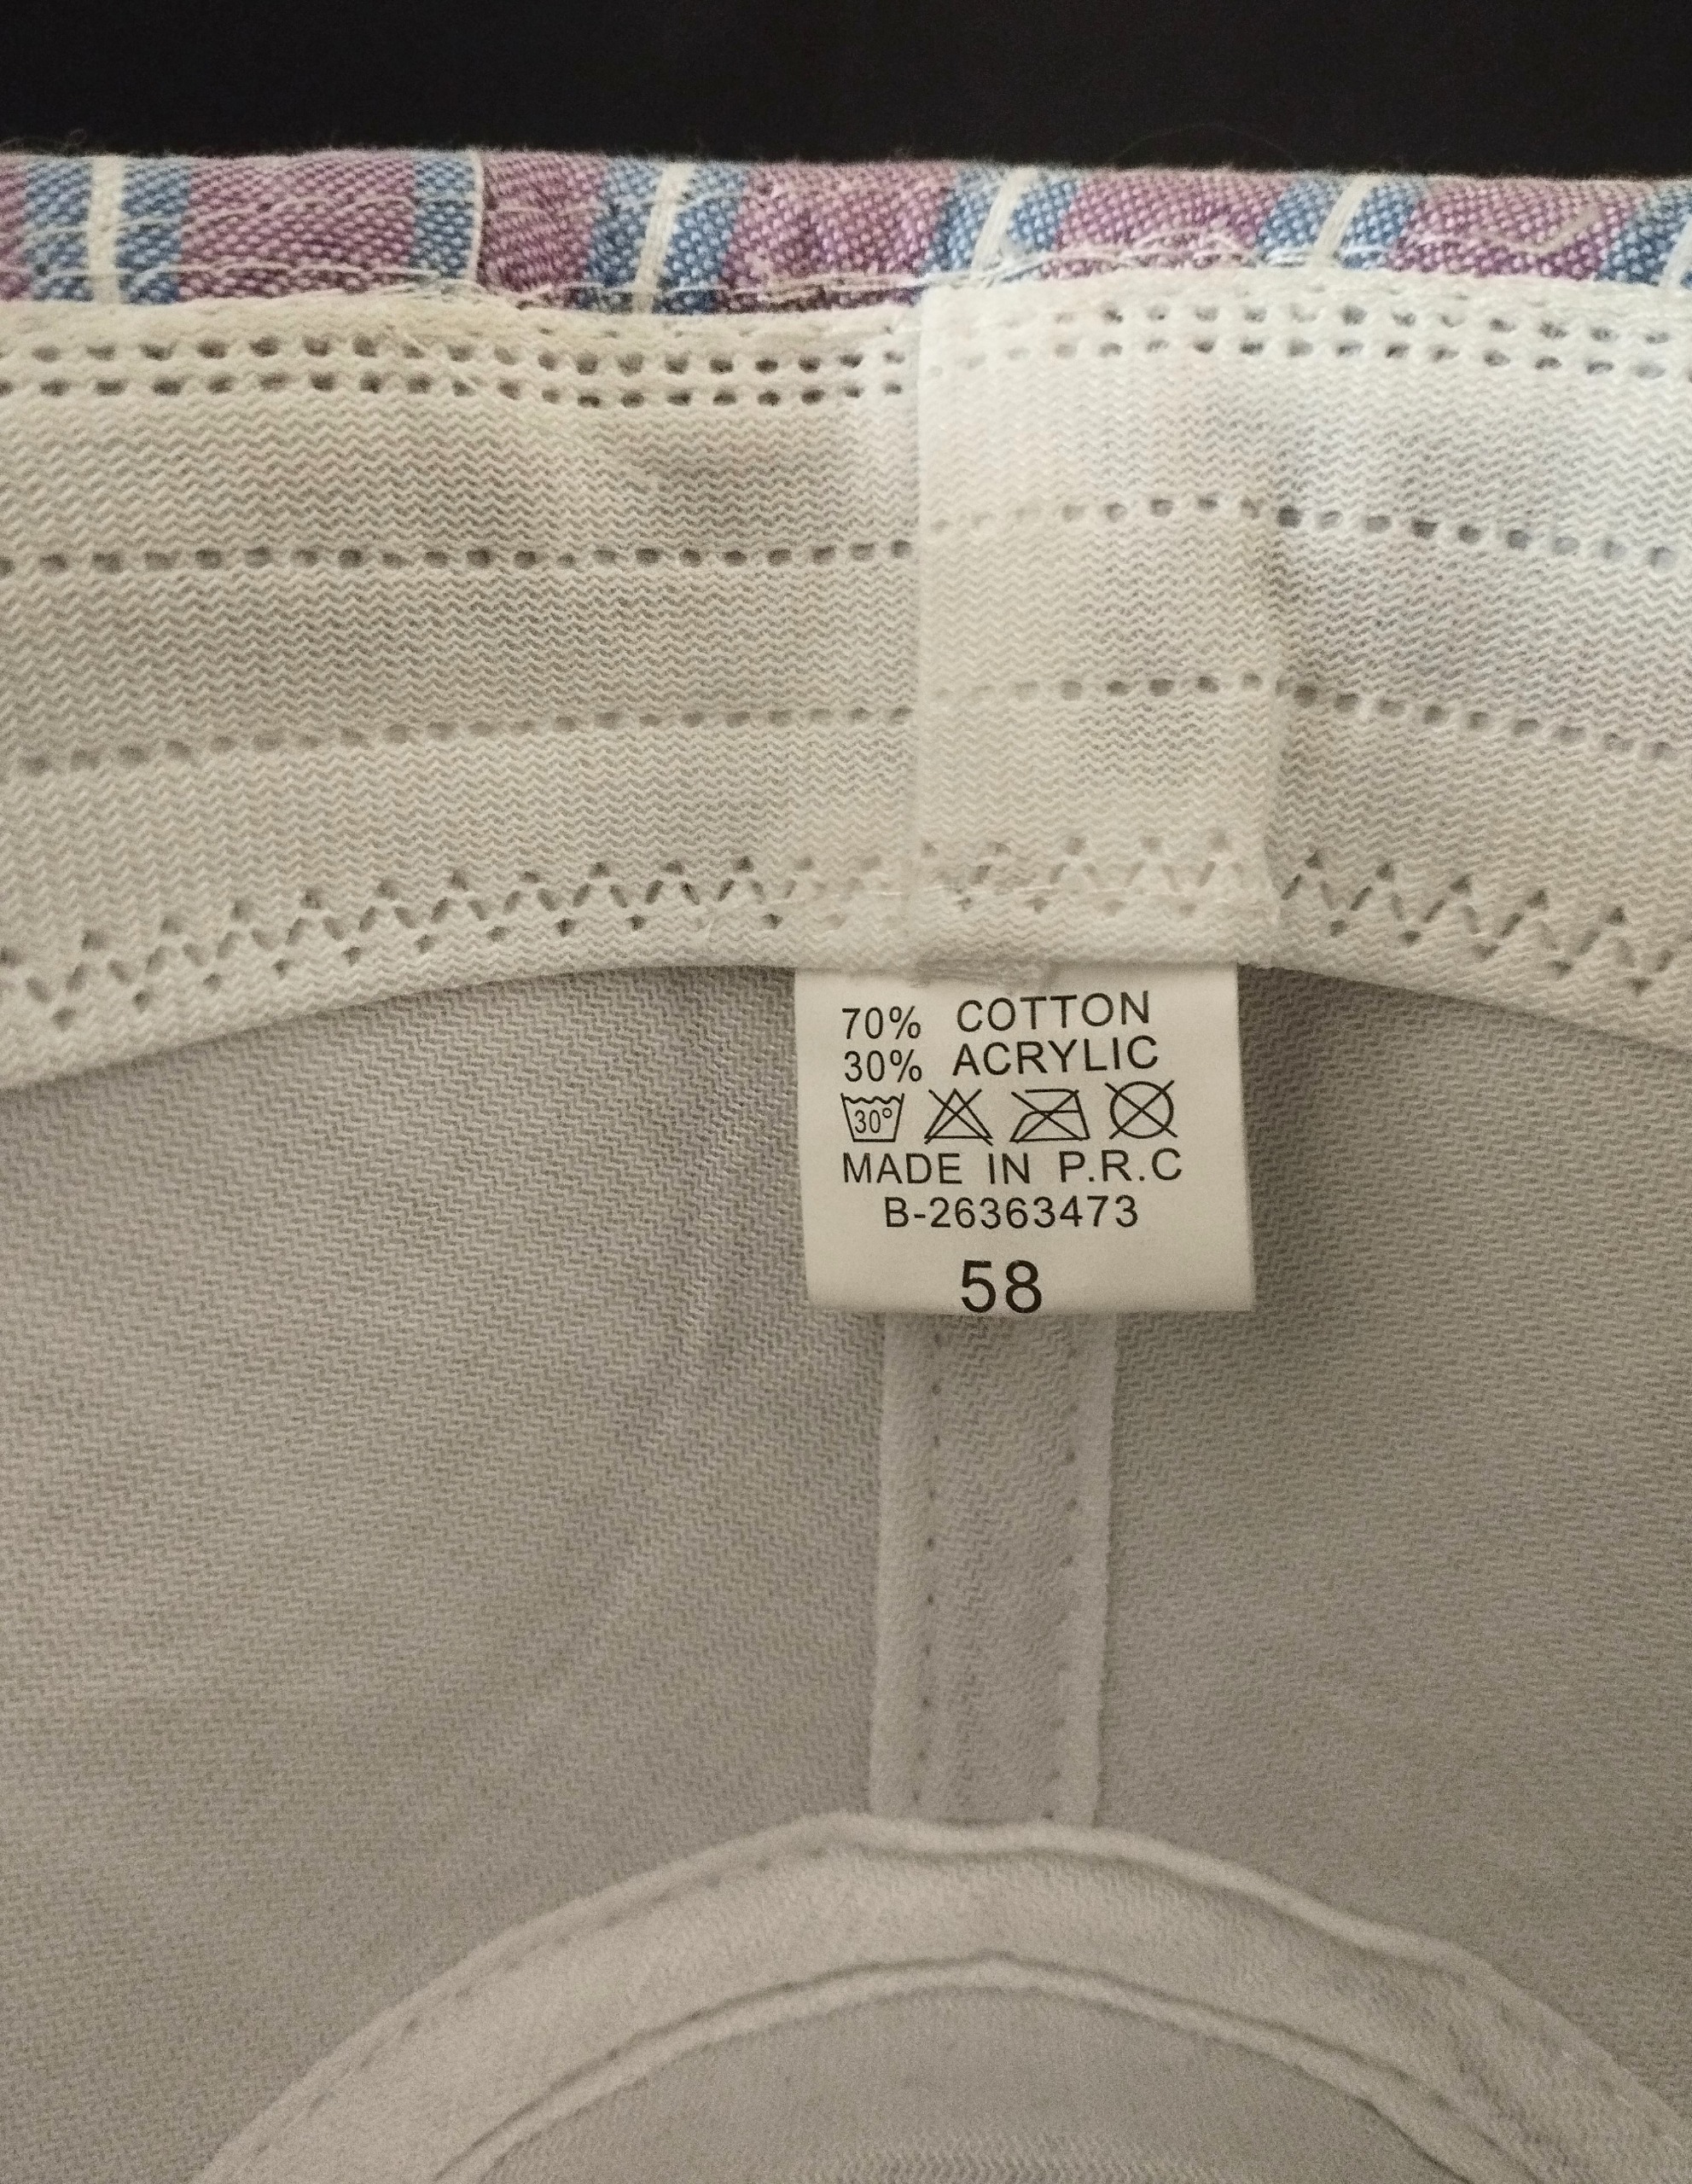 70% COTTON
30% ACRYLIC
30°
MADE IN P.R.C
B-26363473
58